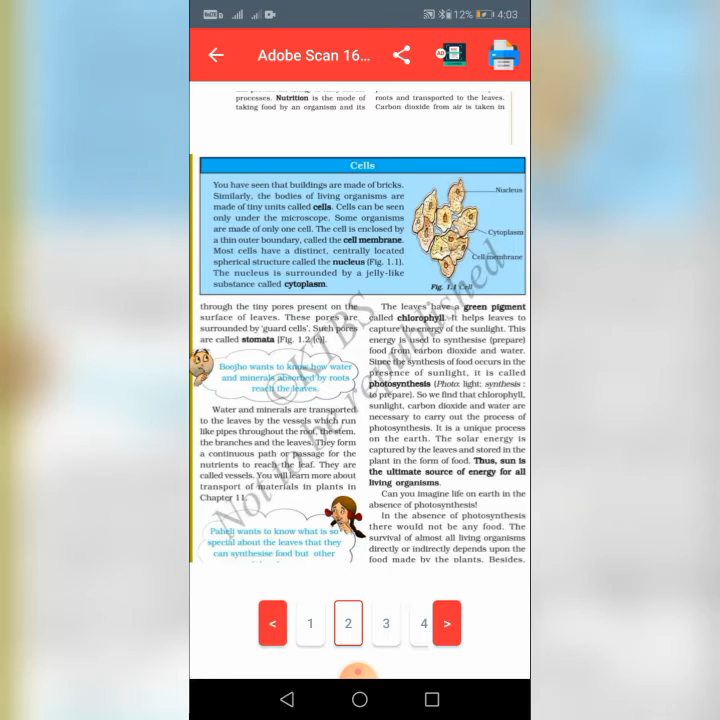 12% 4:03
Adobe Scan 16...
AD
processes. Nutrition is the mode of
taking food by an organism and its
roots and transported to the leaves.
Carbon dioxide from air is taken in
Cells
You have seen that buildings are made of bricks.
Similarly, the bodies of living organisms are
made of tiny units called cells. Cells can be seen
only under the microscope. Some organisms
are made of only one cell. The cell is enclosed by
a thin outer boundary, called the cell membrane.
Most cells have a distinct, centrally located
spherical structure called the nucleus (Fig. 1.1).
The nucleus is surrounded by a jelly-like
substance called cytoplasm.
Nucleus
Cytoplasm
Cell membrane
Fig. 1.1 Cell
through the tiny pores present on the
surface of leaves. These pores are
surrounded by 'guard cells'. Such pores
are called stomata [Fig. 1.2 (c)].
Boojho wants to know how water
and minerals absorbed by roots
reach the leaves.
Water and minerals are transported
to the leaves by the vessels which run
like pipes throughout the root, the stem,
the branches and the leaves. They form
a continuous path or passage for the
nutrients to reach the leaf. They are
called vessels. You will learn more about
transport of materials in plants in
Chapter 11.
Paheli wants to know what is so
special about the leaves that they
can synthesise food but other
The leaves have a green pigment
called chlorophyll. It helps leaves to
capture the energy of the sunlight. This
energy is used to synthesise (prepare)
food from carbon dioxide and water.
Since the synthesis of food occurs in the
presence of sunlight, it is called
photosynthesis (Photo: light; synthesis :
to prepare). So we find that chlorophyll,
sunlight, carbon dioxide and water are
necessary to carry out the process of
photosynthesis. It is a unique process
on the earth. The solar energy is
captured by the leaves and stored in the
plant in the form of food. Thus, sun is
the ultimate source of energy for all
living organisms.
Can you imagine life on earth in the
absence of photosynthesis!
In the absence of photosynthesis
there would not be any food. The
survival of almost all living organisms
directly or indirectly depends upon the
food made by the plants. Besides,
©KTBS
Not to be republished
< 1 2 3 4 >